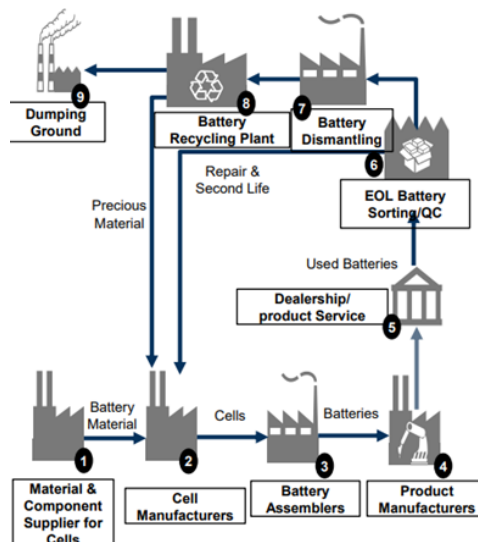 9
Dumping
Ground
8
Battery
Recycling Plant
7
Battery
Dismantling
6
EOL Battery
Sorting/QC
Repair &
Second Life
Precious
Material
Used Batteries
Dealership/
product Service
5
Battery
Material
Cells
Batteries
1
Material &
Component
Supplier for
Cells
2
Cell
Manufacturers
3
Battery
Assemblers
4
Product
Manufacturers